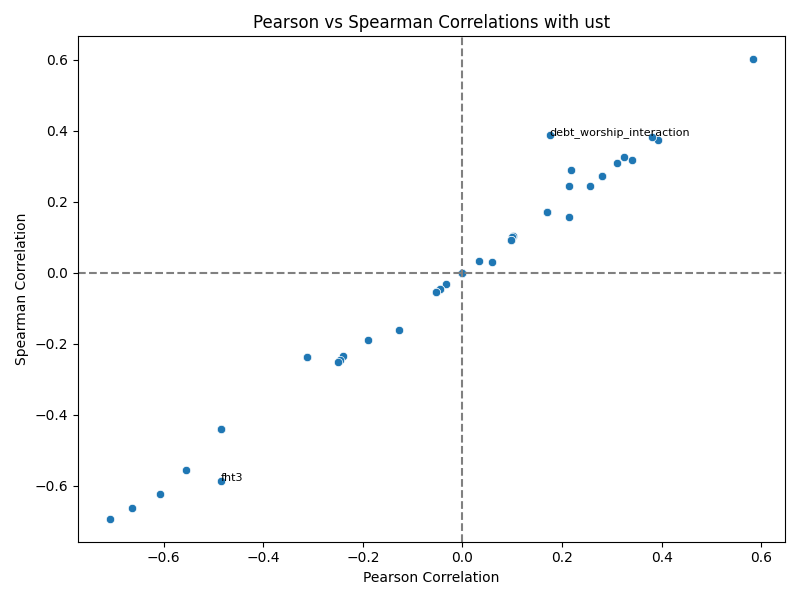 Pearson vs Spearman Correlations with ust
0.6
debt_worship_interaction
0.4
0.2
0.0
−0.2
−0.4
fht3
−0.6
Spearman Correlation
−0.6 −0.4 −0.2 0.0 0.2 0.4 0.6
Pearson Correlation